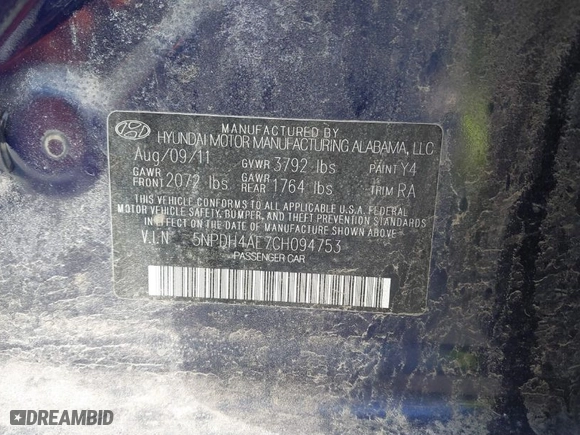 MANUFACTURED BY
HYUNDAI MOTOR MANUFACTURING ALABAMA, LLC
Aug/09/11 GVWR 3792 lbs PAINT Y4
GAWR FRONT 2072 lbs GAWR REAR 1764 lbs TRIM RA
THIS VEHICLE CONFORMS TO ALL APPLICABLE U.S.A. FEDERAL
MOTOR VEHICLE SAFETY, BUMPER, AND THEFT PREVENTION STANDARDS
IN EFFECT ON THE DATE OF MANUFACTURE SHOWN ABOVE.
V.I.N 5NPDH4AE7CH094753
PASSENGER CAR
DREAMBID